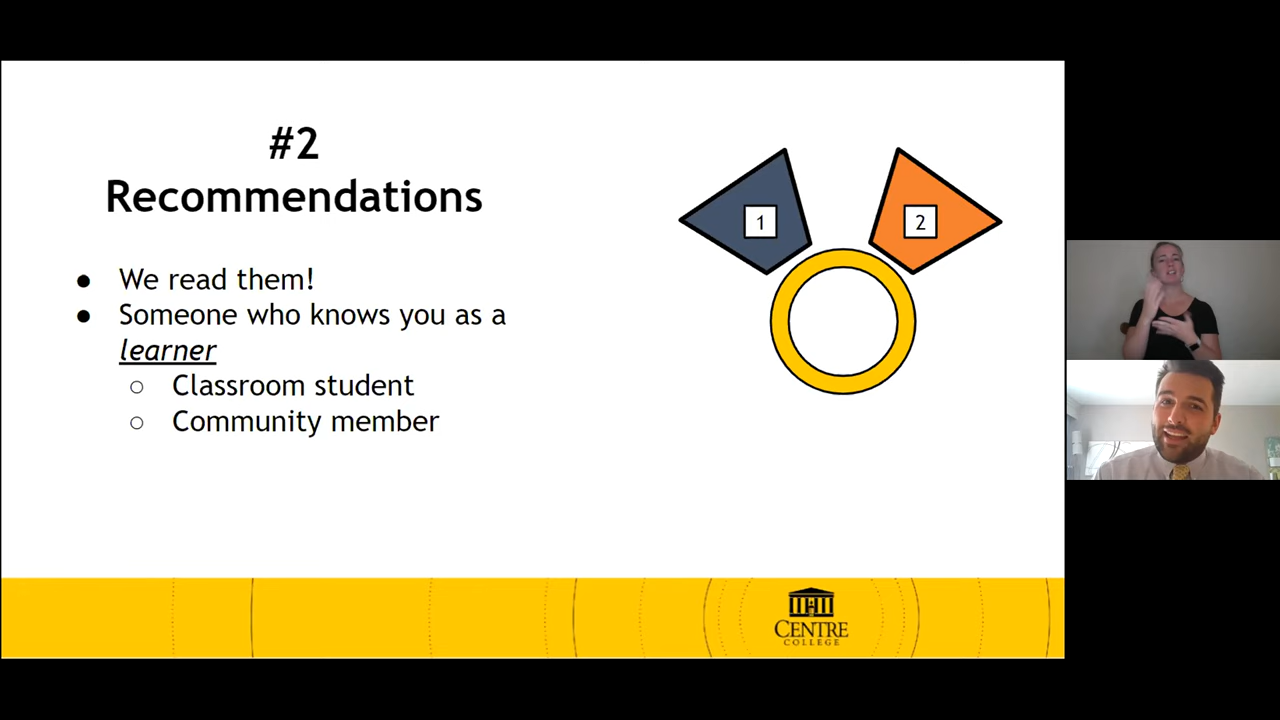 #2
Recommendations
● We read them!
● Someone who knows you as a
learner
○ Classroom student
○ Community member
1
2
CENTRE
COLLEGE